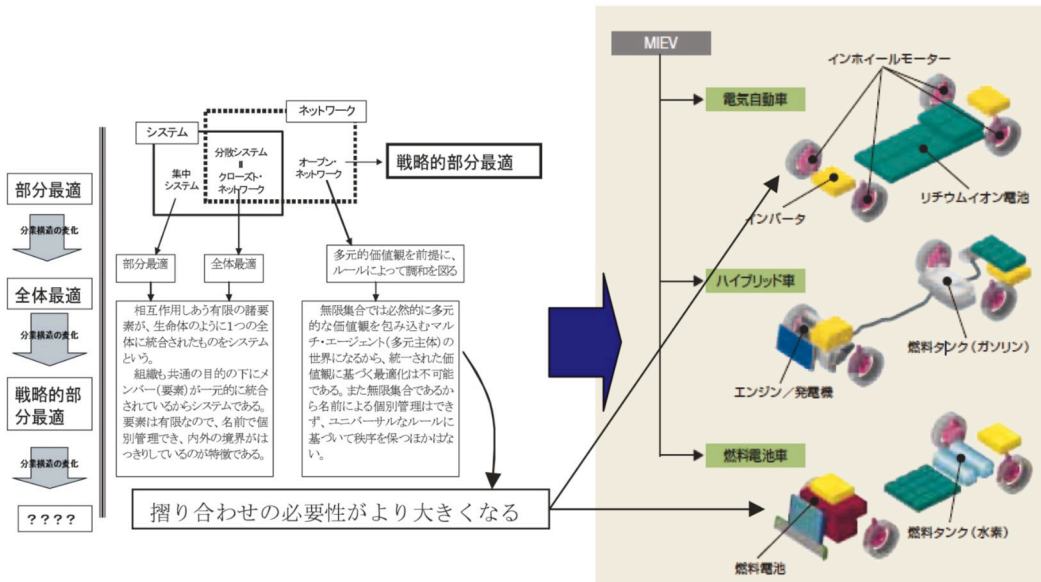 部分最適
分業構造の変化
全体最適
分業構造の変化
戦略的部
分最適
分業構造の変化
????
ネットワーク
システム
集中
システム
分散システム
||
クローズト・
ネットワーク
オープン・
ネットワーク
戦略的部分最適
部分最適
全体最適
多元的価値観を前提に、
ルールによって調和を図る
相互作用しあう有限の諸要
素が、生命体のように1つの全
体に統合されたものをシステム
という。
組織も共通の目的の下にメ
ンバー(要素)が一元的に統合
されているからシステムである。
要素は有限なので、名前で個
別管理でき、内外の境界がは
っきりしているのが特徴である。
無限集合では必然的に多元
的な価値観を包み込むマル
チ・エージェント(多元主体)の
世界になるから、統一された価
値観に基づく最適化は不可能
である。また無限集合であるか
ら名前による個別管理はでき
ず、ユニバーサルなルールに
基づいて秩序を保つほかはな
い。
摺り合わせの必要性がより大きくなる
MIEV
電気自動車
インホイールモーター
インバータ
リチウムイオン電池
ハイブリッド車
燃料タンク(ガソリン)
エンジン/発電機
燃料電池車
燃料タンク(水素)
燃料電池